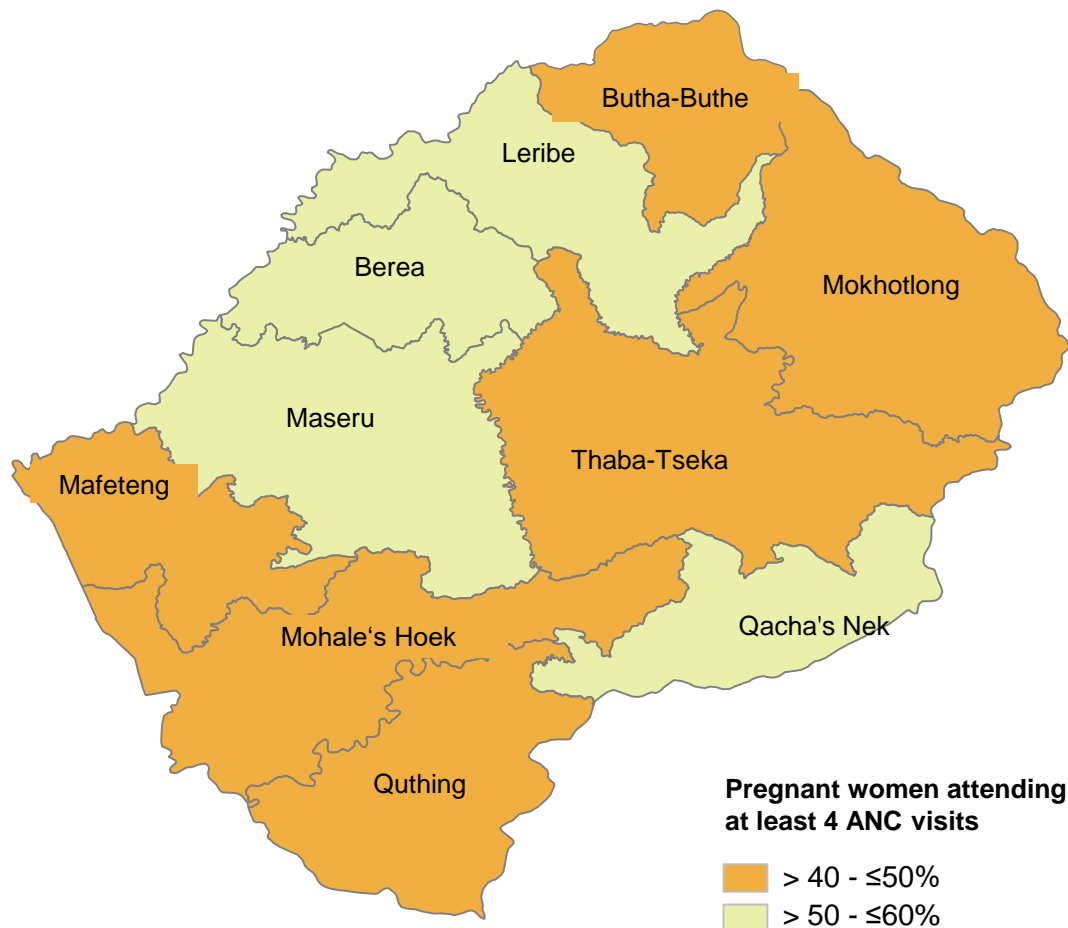 Butha-Buthe
Leribe
Berea
Mokhotlong
Maseru
Thaba-Tseka
Mafeteng
Mohale‘s Hoek
Qacha's Nek
Quthing
Pregnant women attending
at least 4 ANC visits
> 40 - ≤50%
> 50 - ≤60%